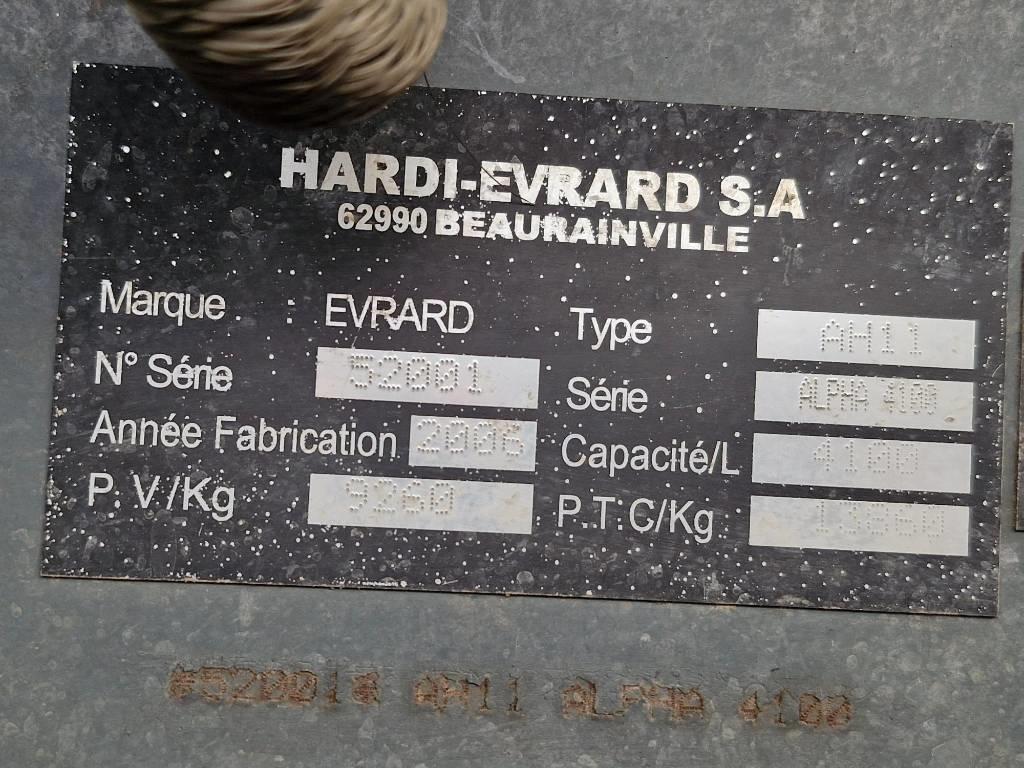 HARDI-EVRARD S.A
62990 BEAURAINVILLE
Marque : EVRARD Type AH11
N° Série 52001 Série ALPHA 4100
Année Fabrication 2006 Capacité/L 4100
P.V/Kg 9260 P.T.C/Kg
#52001# AH11 ALPHA 4100